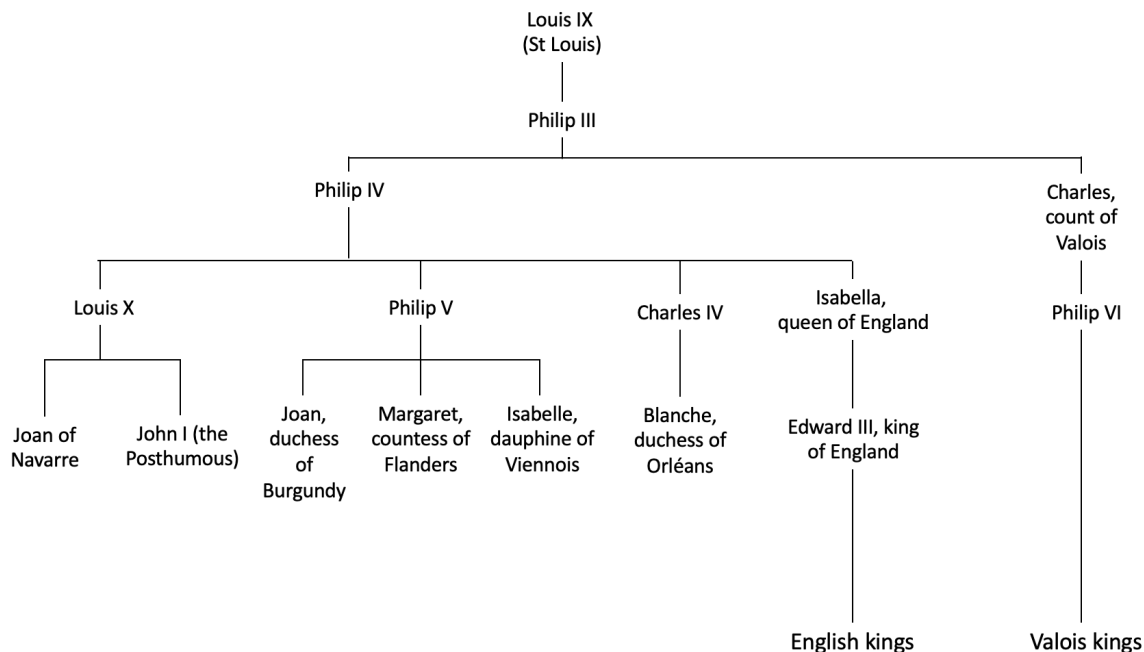 Louis IX
(St Louis)
Philip III
Philip IV
Charles,
count of
Valois
Louis X
Philip V
Charles IV
Isabella,
queen of England
Philip VI
Joan of
Navarre
John I (the
Posthumous)
Joan,
duchess
of
Burgundy
Margaret,
countess of
Flanders
Isabelle,
dauphine of
Viennois
Blanche,
duchess of
Orléans
Edward III, king
of England
English kings
Valois kings